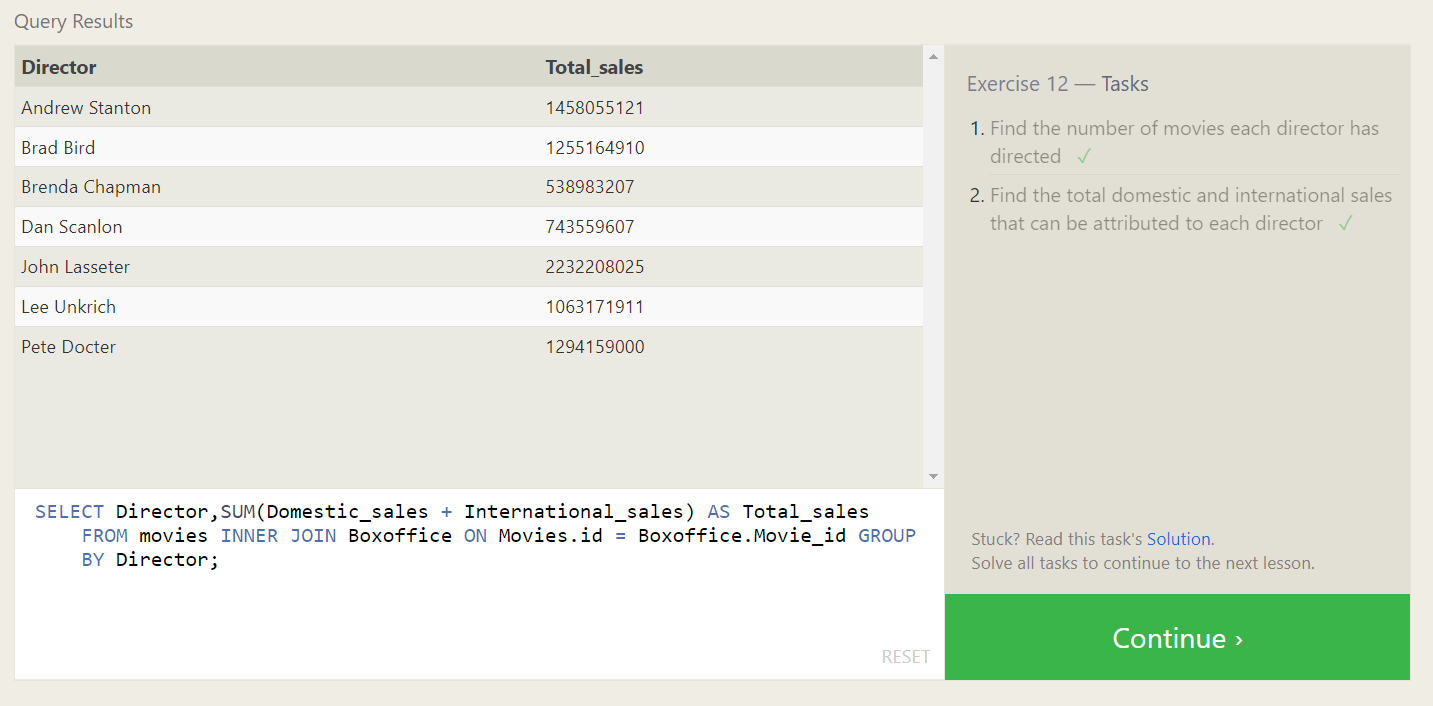 Query Results
Director Total_sales
Andrew Stanton 1458055121
Brad Bird 1255164910
Brenda Chapman 538983207
Dan Scanlon 743559607
John Lasseter 2232208025
Lee Unkrich 1063171911
Pete Docter 1294159000
SELECT Director,SUM(Domestic_sales + International_sales) AS Total_sales
FROM movies INNER JOIN Boxoffice ON Movies.id = Boxoffice.Movie_id GROUP
BY Director;
RESET
Exercise 12 — Tasks
1. Find the number of movies each director has
directed ✓
2. Find the total domestic and international sales
that can be attributed to each director ✓
Stuck? Read this task's Solution.
Solve all tasks to continue to the next lesson.
Continue ›